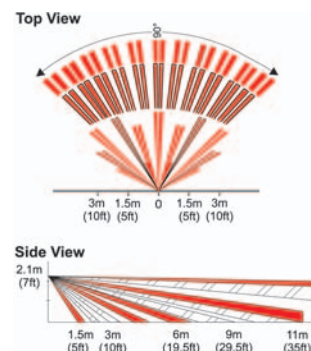 Top View
90°
3m 1.5m 0 1.5m 3m
(10ft) (5ft) (5ft) (10ft)
Side View
2.1m
(7ft)
1.5m 3m 6m 9m 11m
(5ft) (10ft) (19.5ft) (29.5ft) (35ft)